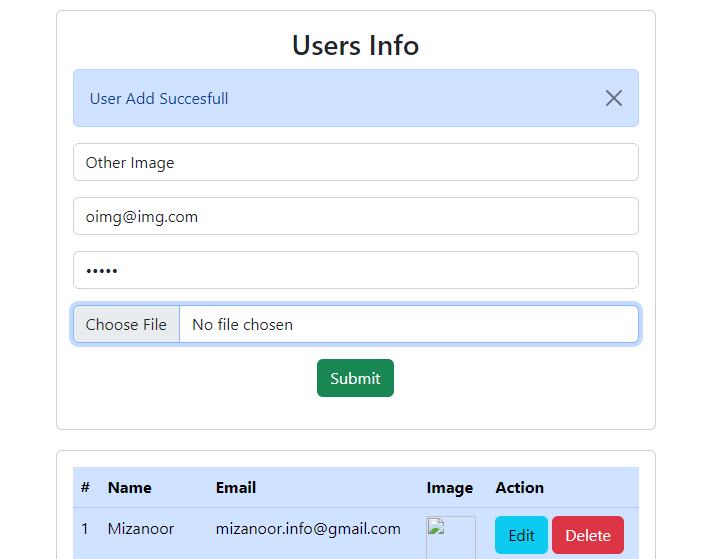 Users Info
User Add Succesfull
Other Image
oimg@img.com
•••••
Choose File No file chosen
Submit
# Name Email Image Action
1 Mizanoor mizanoor.info@gmail.com Edit Delete